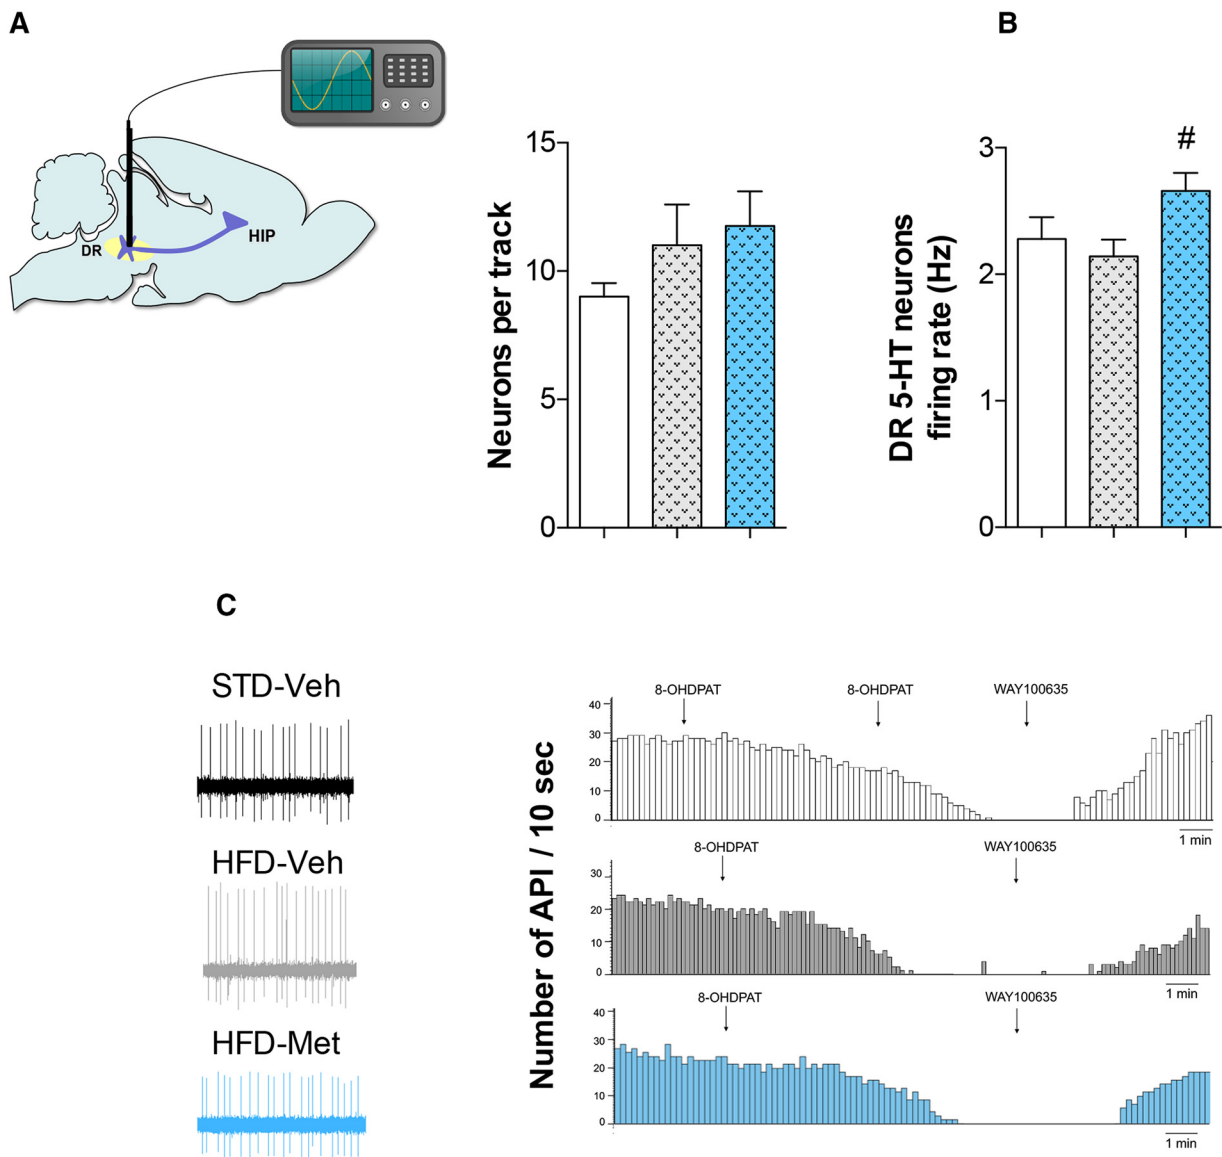 A
DR
HIP
Neurons per track
15
10
5
0
B
DR 5-HT neurons
firing rate (Hz)
3
2
1
0
#
C
STD-Veh
HFD-Veh
HFD-Met
Number of API / 10 sec
8-OHDPAT 8-OHDPAT WAY100635
40
30
20
10
0
1 min
8-OHDPAT WAY100635
30
20
10
0
1 min
8-OHDPAT WAY100635
40
30
20
10
0
1 min